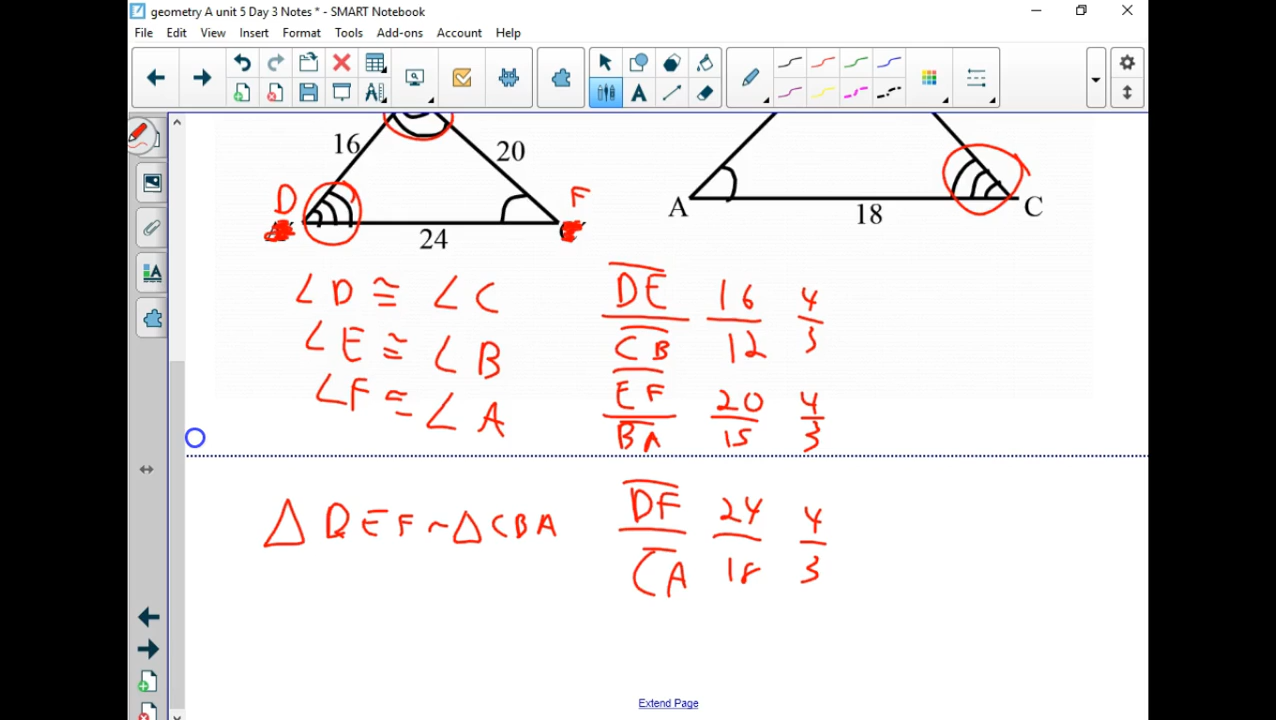 geometry A unit 5 Day 3 Notes * - SMART Notebook
File Edit View Insert Format Tools Add-ons Account Help
16
20
D
F
24
A
18
C
∠D ≅ ∠C
∠E ≅ ∠B
∠F ≅ ∠A
DE/CB 16/12 4/3
EF/BA 20/15 4/3
△ DEF ~ △ CBA
DF/CA 24/18 4/3
Extend Page